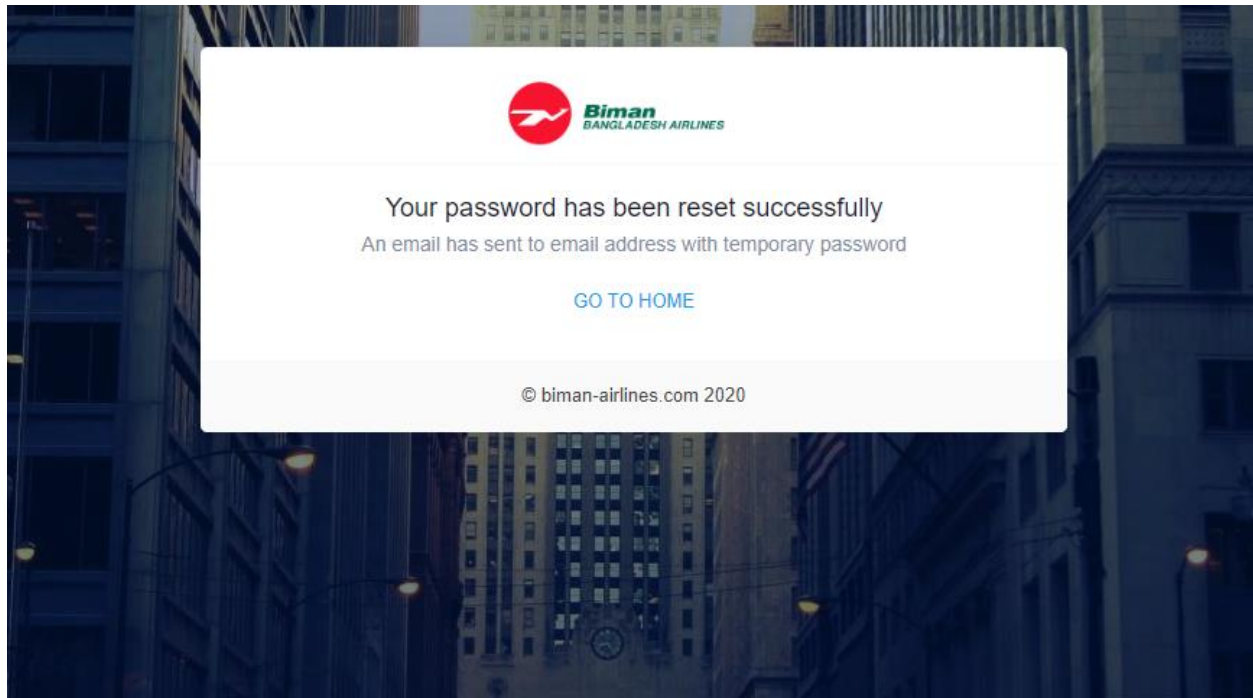 Biman
BANGLADESH AIRLINES
Your password has been reset successfully
An email has sent to email address with temporary password
GO TO HOME
© biman-airlines.com 2020